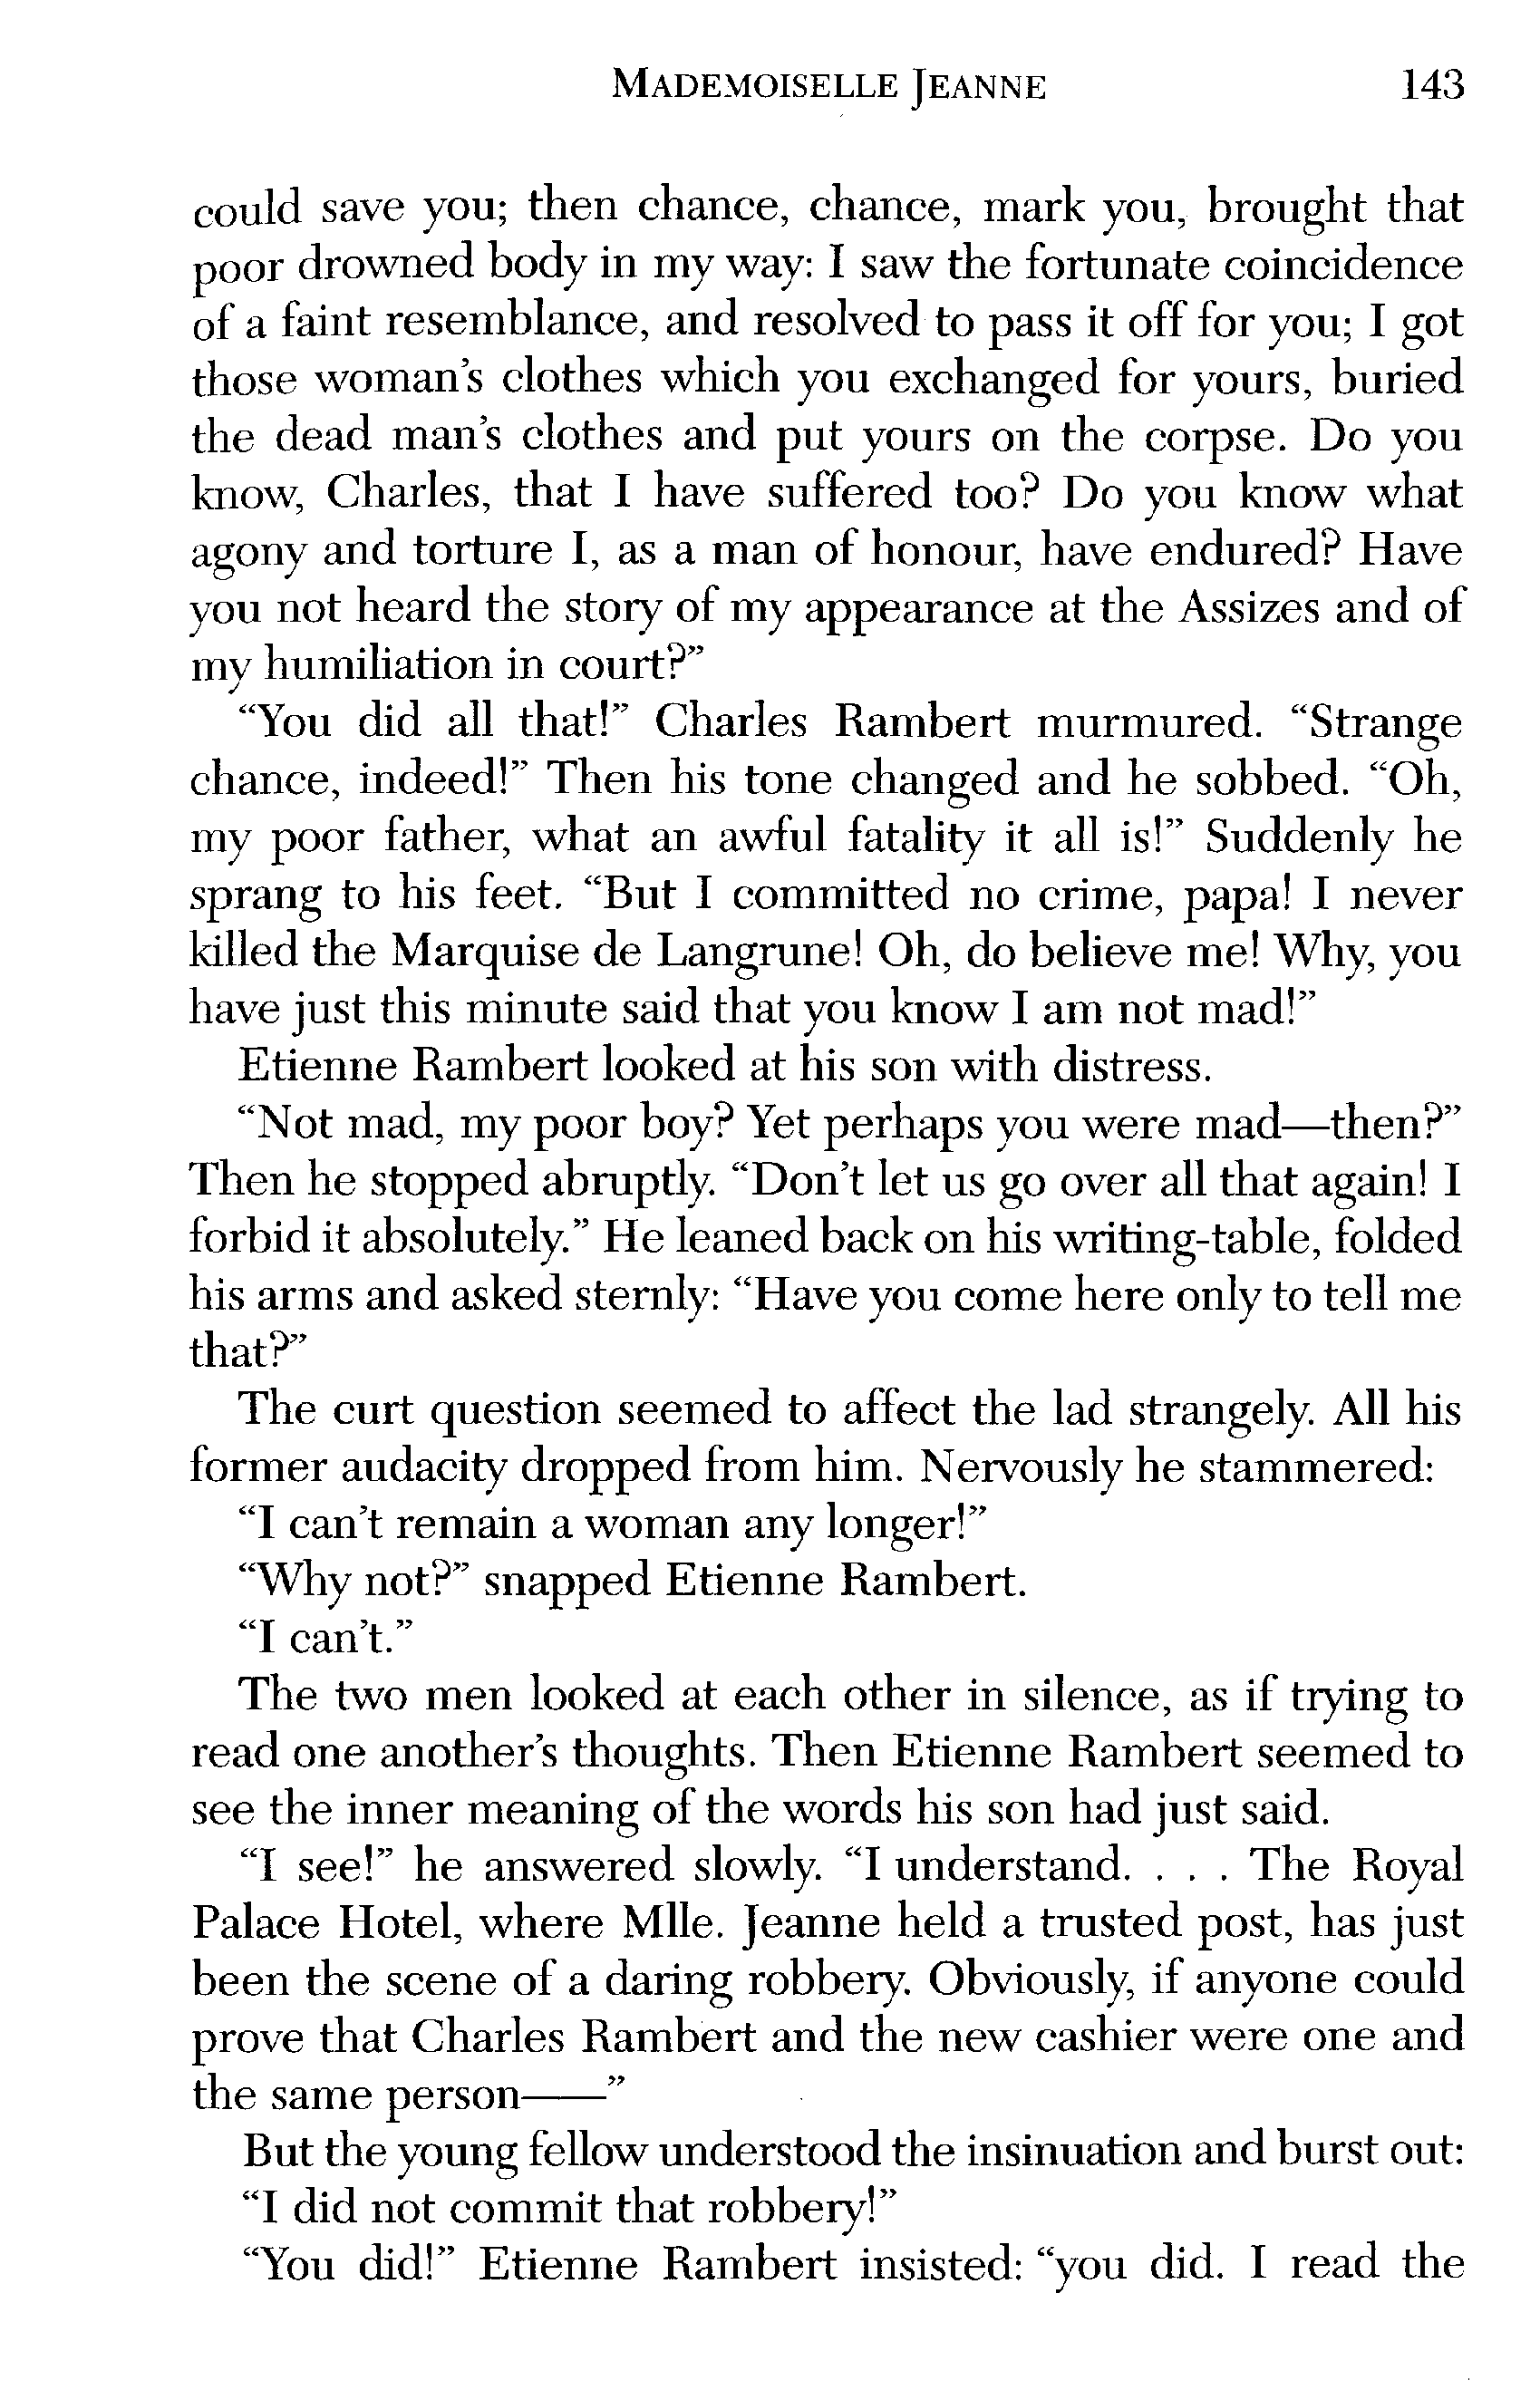 MADEMOISELLE JEANNE 143
could save you; then chance, chance, mark you, brought that
poor drowned body in my way: I saw the fortunate coincidence
of a faint resemblance, and resolved to pass it off for you; I got
those woman's clothes which you exchanged for yours, buried
the dead man's clothes and put yours on the corpse. Do you
know, Charles, that I have suffered too? Do you know what
agony and torture I, as a man of honour, have endured? Have
you not heard the story of my appearance at the Assizes and of
my humiliation in court?”
“You did all that!” Charles Rambert murmured. “Strange
chance, indeed!” Then his tone changed and he sobbed. “Oh,
my poor father, what an awful fatality it all is!” Suddenly he
sprang to his feet. “But I committed no crime, papa! I never
killed the Marquise de Langrune! Oh, do believe me! Why, you
have just this minute said that you know I am not mad!”
Etienne Rambert looked at his son with distress.
“Not mad, my poor boy? Yet perhaps you were mad—then?”
Then he stopped abruptly. “Don't let us go over all that again! I
forbid it absolutely.” He leaned back on his writing-table, folded
his arms and asked sternly: “Have you come here only to tell me
that?”
The curt question seemed to affect the lad strangely. All his
former audacity dropped from him. Nervously he stammered:
“I can't remain a woman any longer!”
“Why not?” snapped Etienne Rambert.
“I can't.”
The two men looked at each other in silence, as if trying to
read one another's thoughts. Then Etienne Rambert seemed to
see the inner meaning of the words his son had just said.
“I see!” he answered slowly. “I understand. . . . The Royal
Palace Hotel, where Mlle. Jeanne held a trusted post, has just
been the scene of a daring robbery. Obviously, if anyone could
prove that Charles Rambert and the new cashier were one and
the same person——”
But the young fellow understood the insinuation and burst out:
“I did not commit that robbery!”
“You did!” Etienne Rambert insisted: “you did. I read the